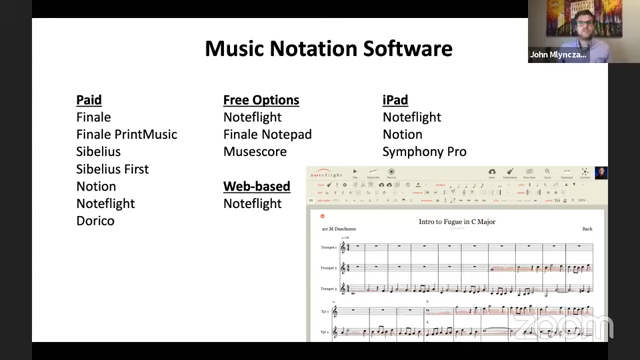 Music Notation Software
John Mlyncza...
Paid
Finale
Finale PrintMusic
Sibelius
Sibelius First
Notion
Noteflight
Dorico
Free Options
Noteflight
Finale Notepad
Musescore
Web-based
Noteflight
iPad
Noteflight
Notion
Symphony Pro
noteflight
Intro to Fugue in C Major
Bach
Trumpet 1
Trumpet 2
Trumpet 3
Tpt 1
Tpt 2
zoom